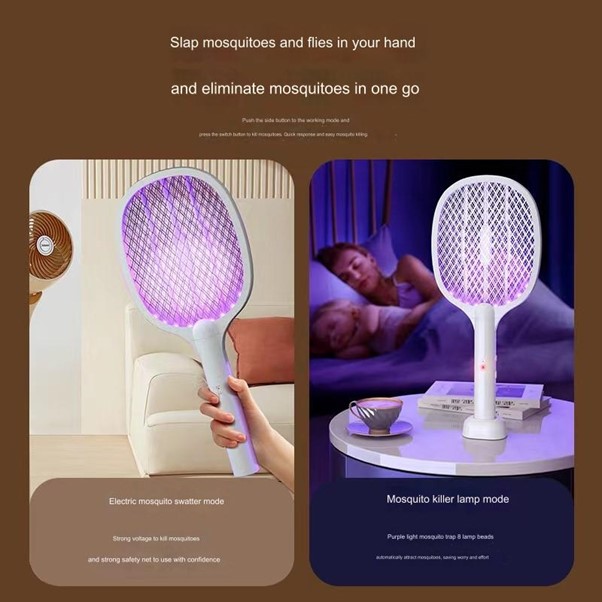 Slap mosquitoes and flies in your hand
and eliminate mosquitoes in one go
Push the side button to the working mode and
press the switch button to kill mosquitoes. Quick response and easy mosquito killing.
Electric mosquito swatter mode
Strong voltage to kill mosquitoes
and strong safety net to use with confidence
Mosquito killer lamp mode
Purple light mosquito trap 8 lamp beads
automatically attract mosquitoes, saving worry and effort